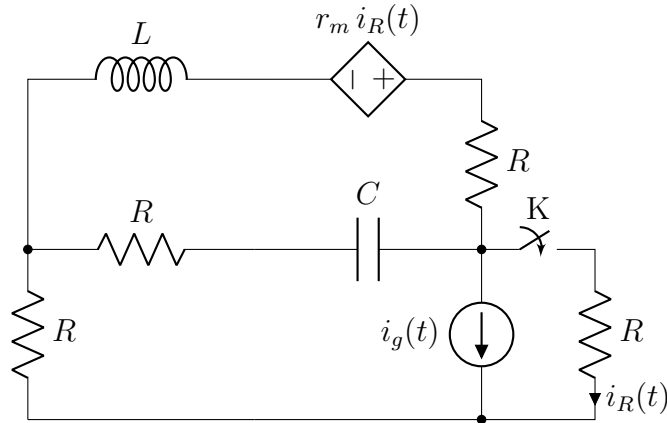 r_m i_R(t)
L
− +
R
C
R
K
R
i_g(t)
R
i_R(t)